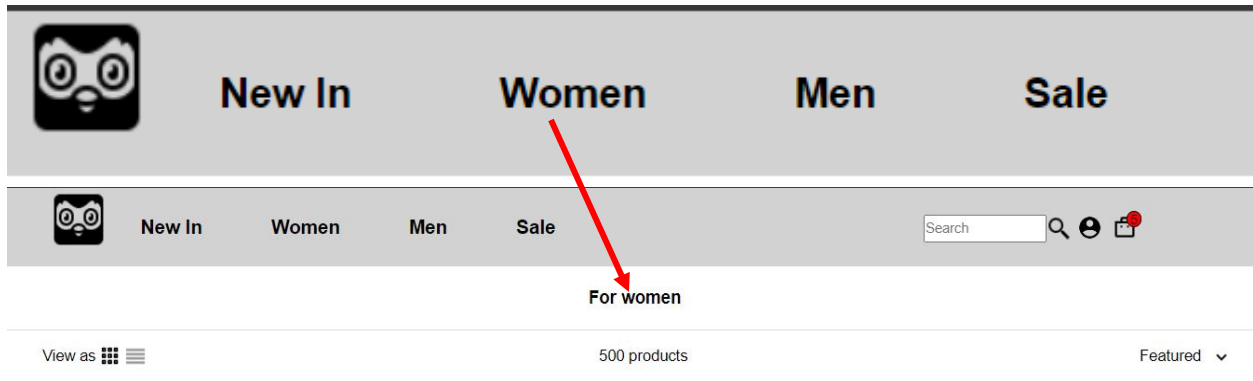 New In Women Men Sale
New In Women Men Sale Search
For women
View as 500 products Featured